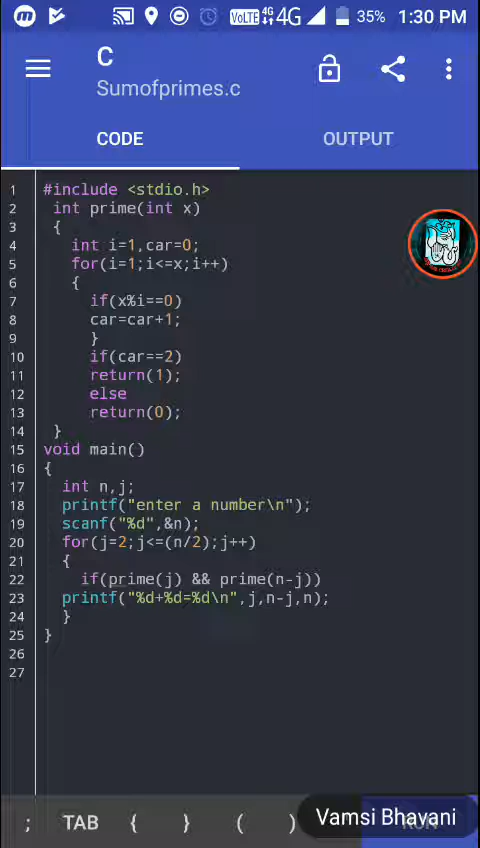 VoLTE 4G 4G 35% 1:30 PM
C
Sumofprimes.c
CODE OUTPUT
1 #include <stdio.h>
2 int prime(int x)
3 {
4 int i=1,car=0;
5 for(i=1;i<=x;i++)
6 {
7 if(x%i==0)
8 car=car+1;
9 }
10 if(car==2)
11 return(1);
12 else
13 return(0);
14 }
15 void main()
16 {
17 int n,j;
18 printf("enter a number\n");
19 scanf("%d",&n);
20 for(j=2;j<=(n/2);j++)
21 {
22 if(prime(j) && prime(n-j))
23 printf("%d+%d=%d\n",j,n-j,n);
24 }
25 }
26
27
; TAB { } ( ) Vamsi Bhavani